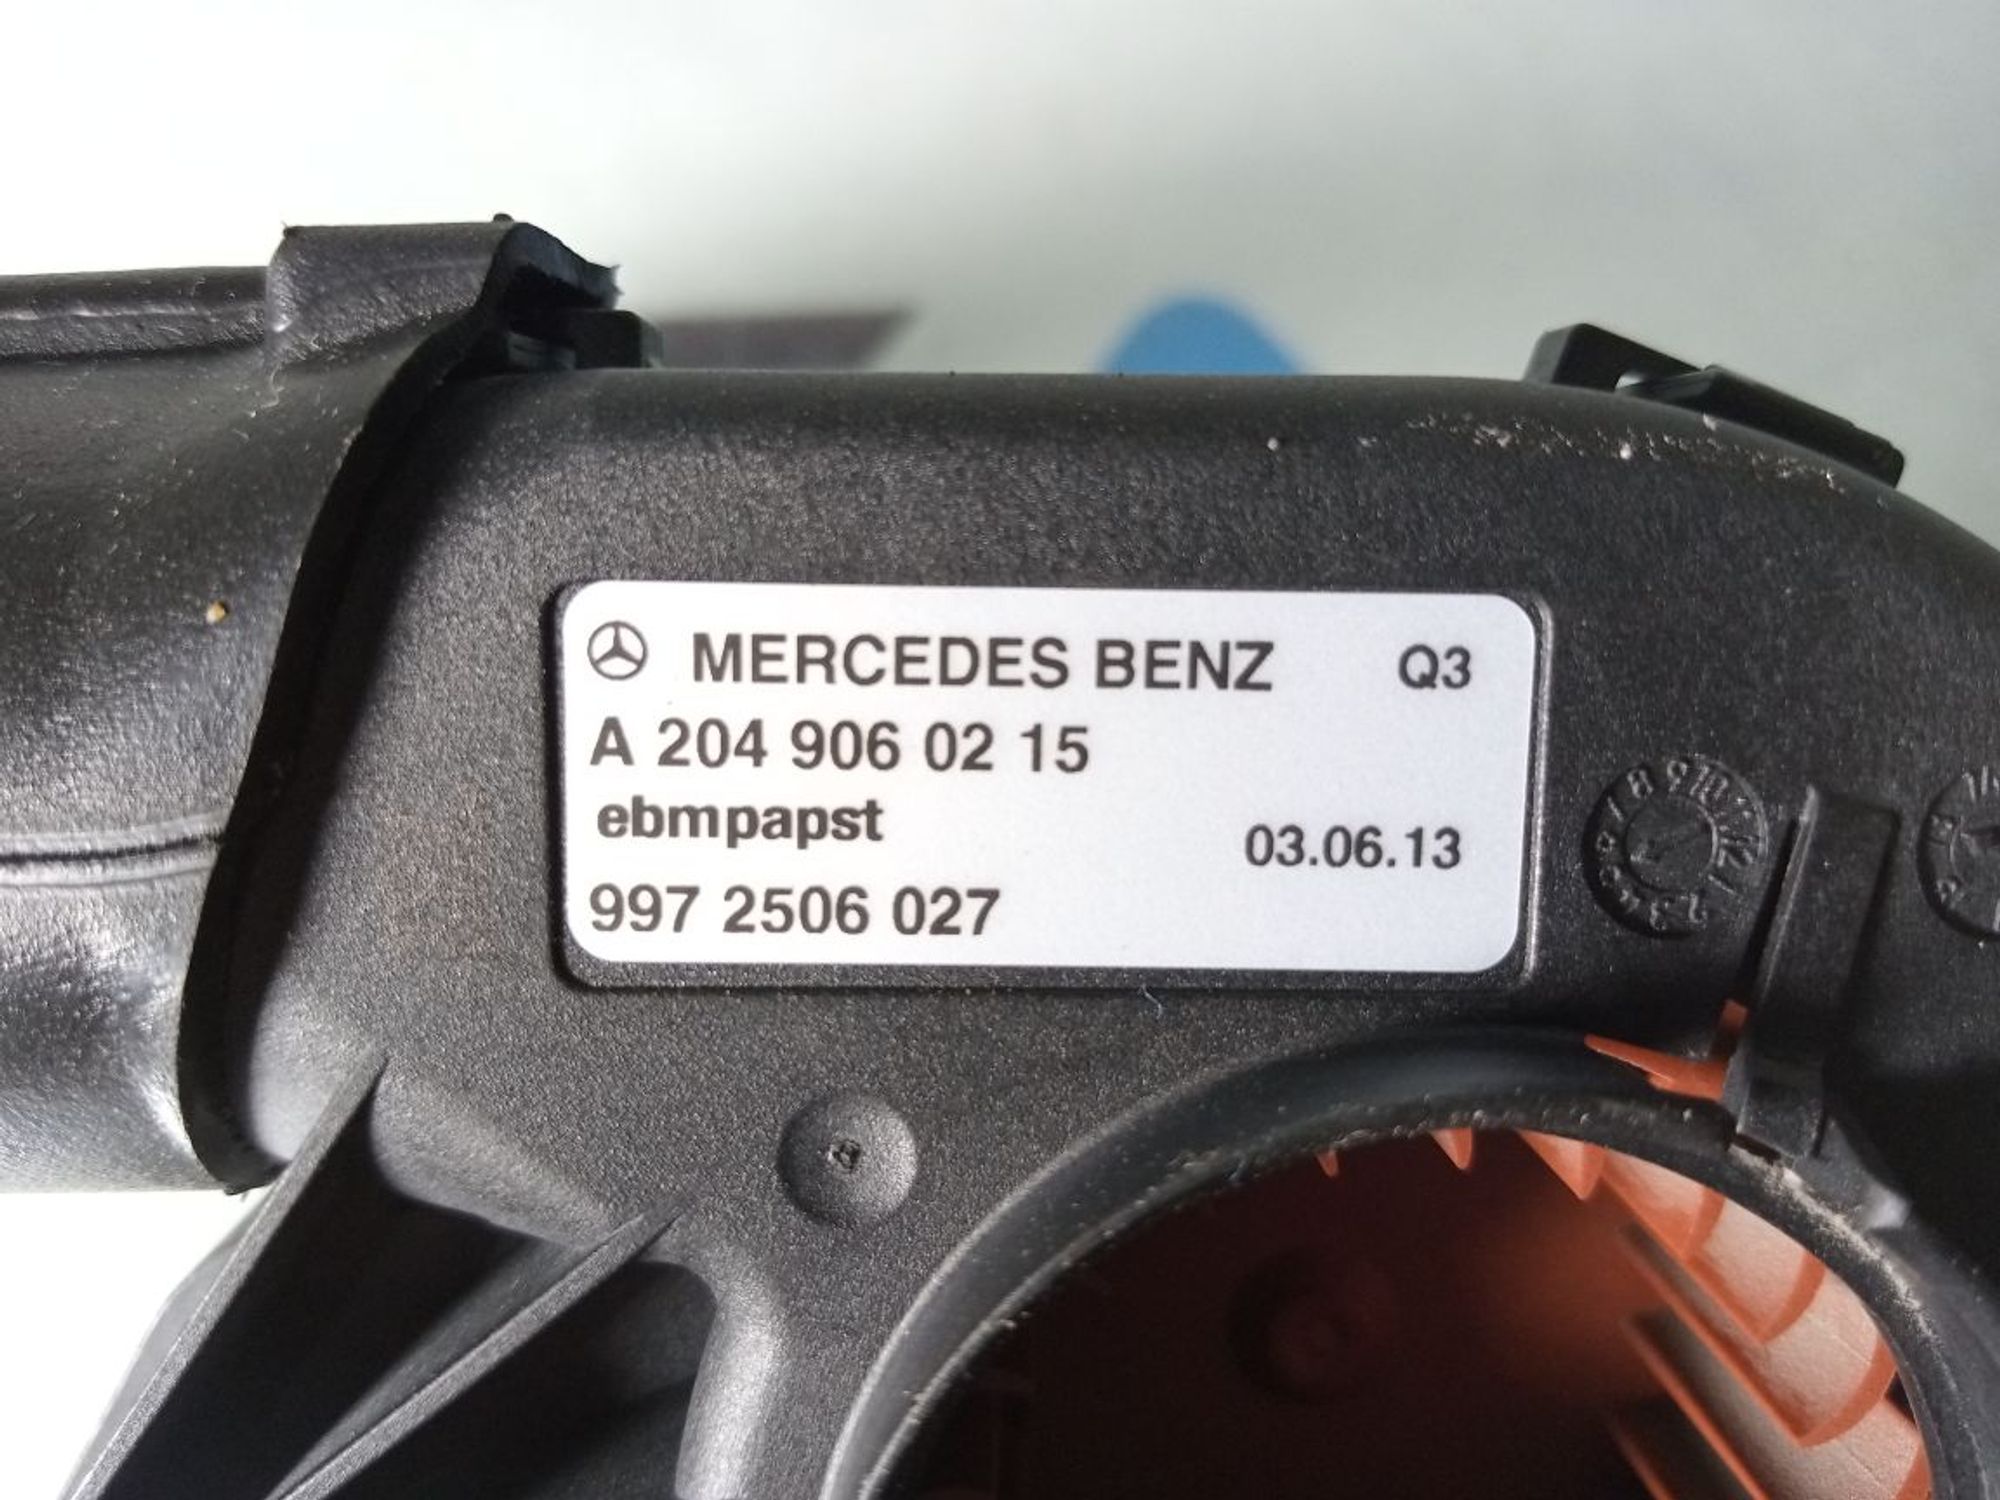 MERCEDES BENZ Q3
A 204 906 02 15
ebmpapst
03.06.13
997 2506 027